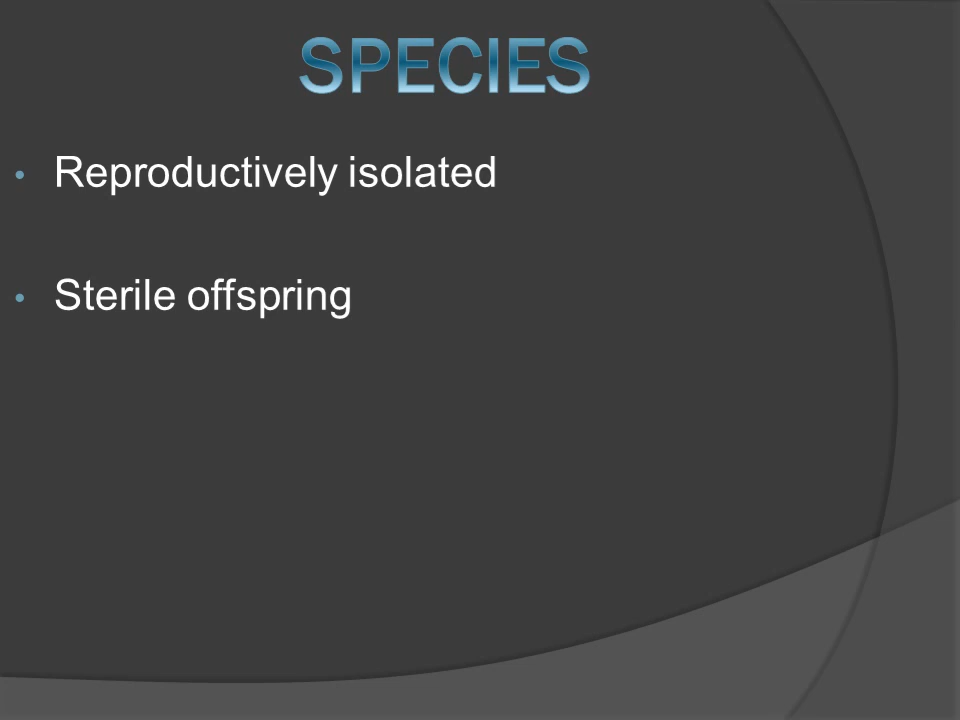 SPECIES
• Reproductively isolated
• Sterile offspring